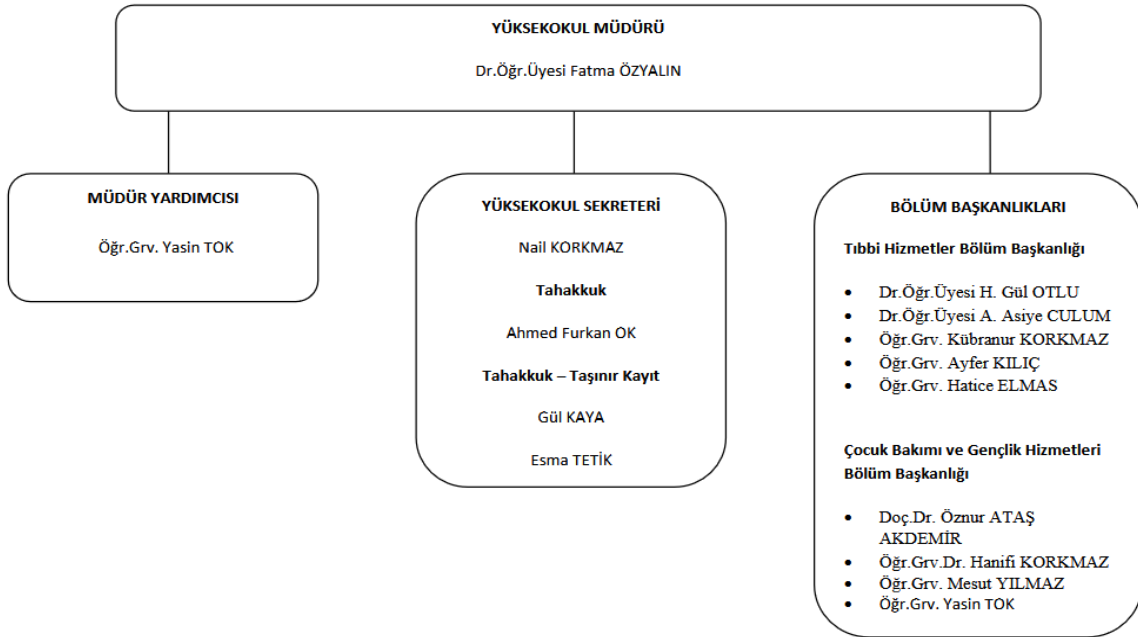 YÜKSEKOKUL MÜDÜRÜ
Dr.Öğr.Üyesi Fatma ÖZYALIN
MÜDÜR YARDIMCISI
Öğr.Grv. Yasin TOK
YÜKSEKOKUL SEKRETERİ
Nail KORKMAZ
Tahakkuk
Ahmed Furkan OK
Tahakkuk – Taşınır Kayıt
Gül KAYA
Esma TETİK
BÖLÜM BAŞKANLIKLARI
Tıbbi Hizmetler Bölüm Başkanlığı
• Dr.Öğr.Üyesi H. Gül OTLU
• Dr.Öğr.Üyesi A. Asiye CULUM
• Öğr.Grv. Kübranur KORKMAZ
• Öğr.Grv. Ayfer KILIÇ
• Öğr.Grv. Hatice ELMAS
Çocuk Bakımı ve Gençlik Hizmetleri
Bölüm Başkanlığı
• Doç.Dr. Öznur ATAŞ
AKDEMİR
• Öğr.Grv.Dr. Hanifi KORKMAZ
• Öğr.Grv. Mesut YILMAZ
• Öğr.Grv. Yasin TOK